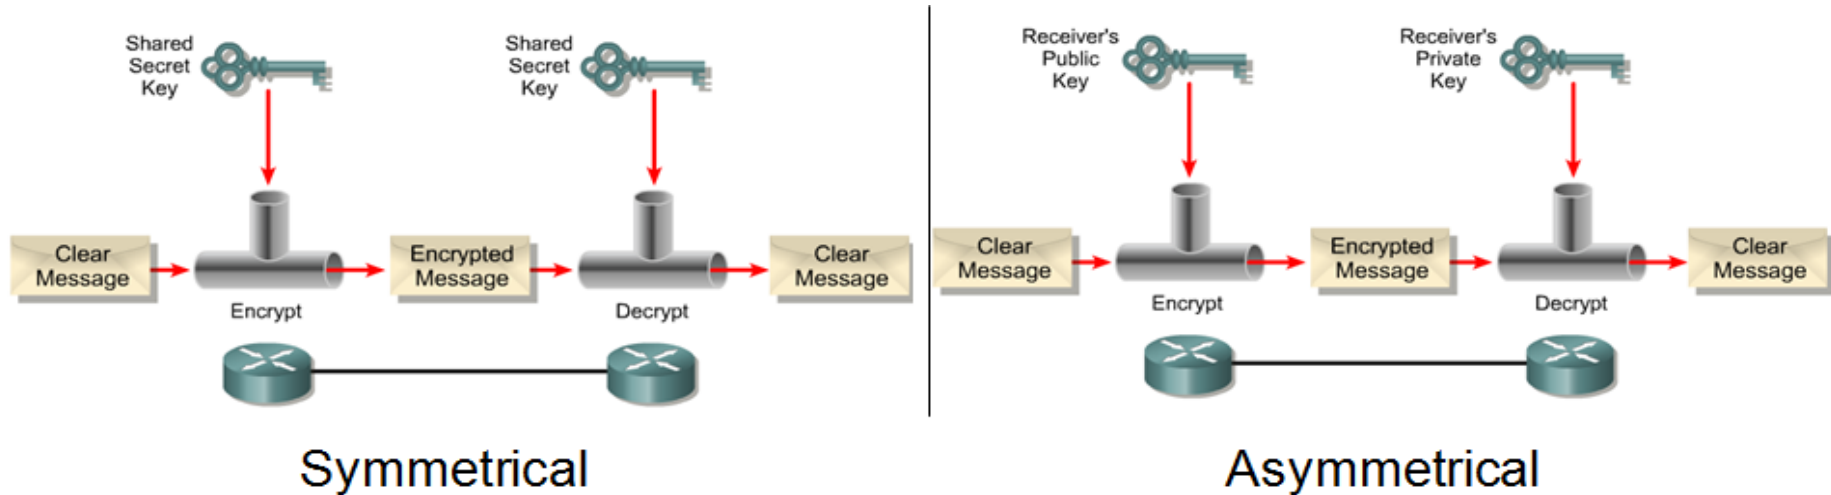 Shared
Secret
Key
Shared
Secret
Key
Clear
Message
Encrypt
Encrypted
Message
Decrypt
Clear
Message
Symmetrical
Receiver's
Public
Key
Receiver's
Private
Key
Clear
Message
Encrypt
Encrypted
Message
Decrypt
Clear
Message
Asymmetrical